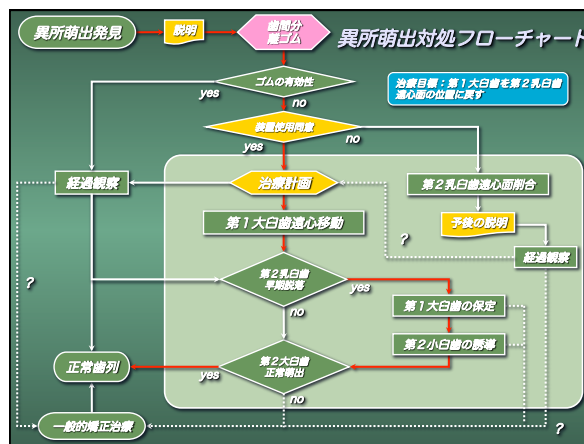 異所萌出発見
説明
歯間分
離ゴム
異所萌出対処フローチャート
ゴムの有効性
治療目標：第１大臼歯を第２乳臼歯
遠心面の位置に戻す
yes
no
装置使用同意
yes
no
経過観察
治療計画
第２乳臼歯遠心面削合
第１大臼歯遠心移動
予後の説明
?
経過観察
第２乳臼歯
早期脱落
?
yes
第１大臼歯の保定
no
第２小臼歯の誘導
正常歯列
第２大臼歯
正常萌出
yes
no
一般的矯正治療
?